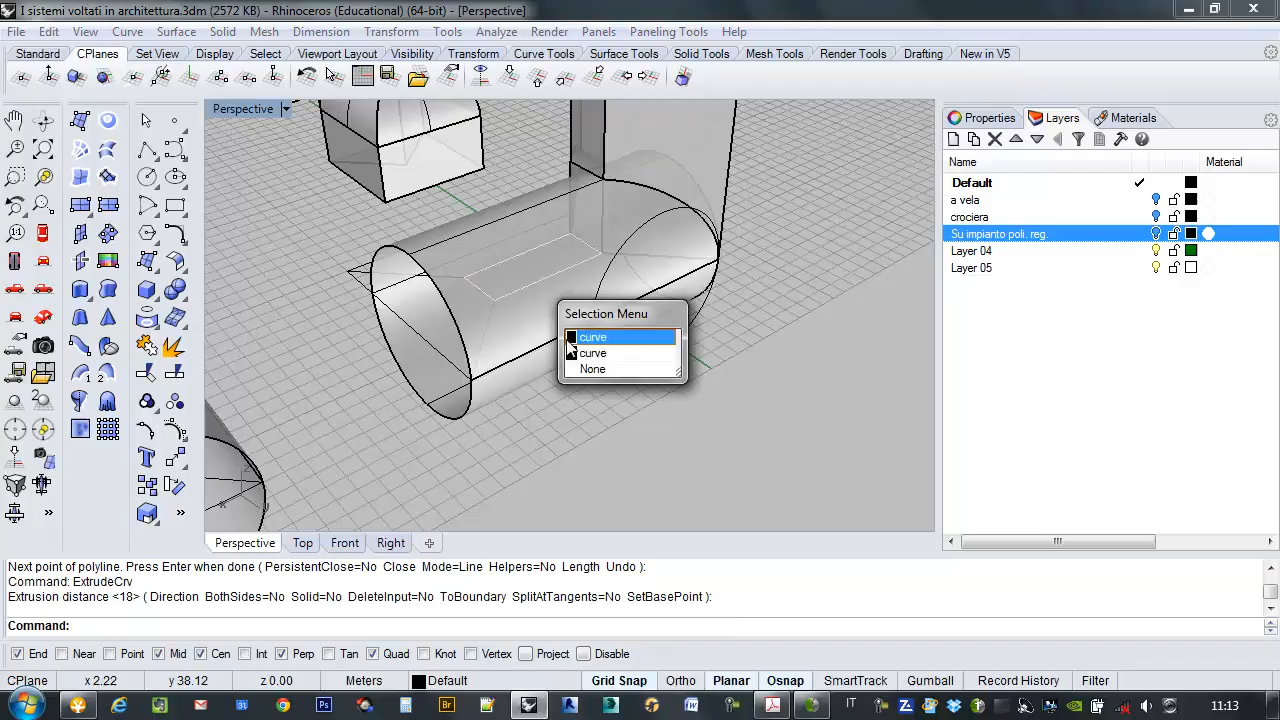 I sistemi voltati in architettura.3dm (2572 KB) - Rhinoceros (Educational) (64-bit) - [Perspective]
File Edit View Curve Surface Solid Mesh Dimension Transform Tools Analyze Render Panels Paneling Tools Help
Standard CPlanes Set View Display Select Viewport Layout Visibility Transform Curve Tools Surface Tools Solid Tools Mesh Tools Render Tools Drafting New in V5
Perspective
Properties Layers Materials
Name Material
Default
a vela
crociera
Su impianto poli. reg.
Layer 04
Layer 05
Selection Menu
curve
curve
None
Perspective Top Front Right
Next point of polyline. Press Enter when done ( PersistentClose=No Close Mode=Line Helpers=No Length Undo ):
Command: ExtrudeCrv
Extrusion distance <18> ( Direction BothSides=No Solid=No DeleteInput=No ToBoundary SplitAtTangents=No SetBasePoint ):
Command:
End Near Point Mid Cen Int Perp Tan Quad Knot Vertex Project Disable
CPlane x 2.22 y 38.12 z 0.00 Meters Default Grid Snap Ortho Planar Osnap SmartTrack Gumball Record History Filter
IT 11:13